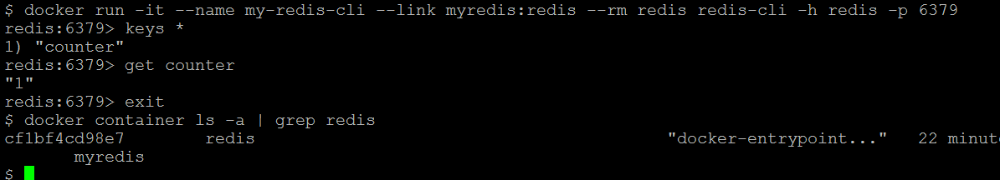 $ docker run -it --name my-redis-cli --link myredis:redis --rm redis redis-cli -h redis -p 6379
redis:6379> keys *
1) "counter"
redis:6379> get counter
"1"
redis:6379> exit
$ docker container ls -a | grep redis
cf1bf4cd98e7 redis "docker-entrypoint..." 22 minut
myredis
$